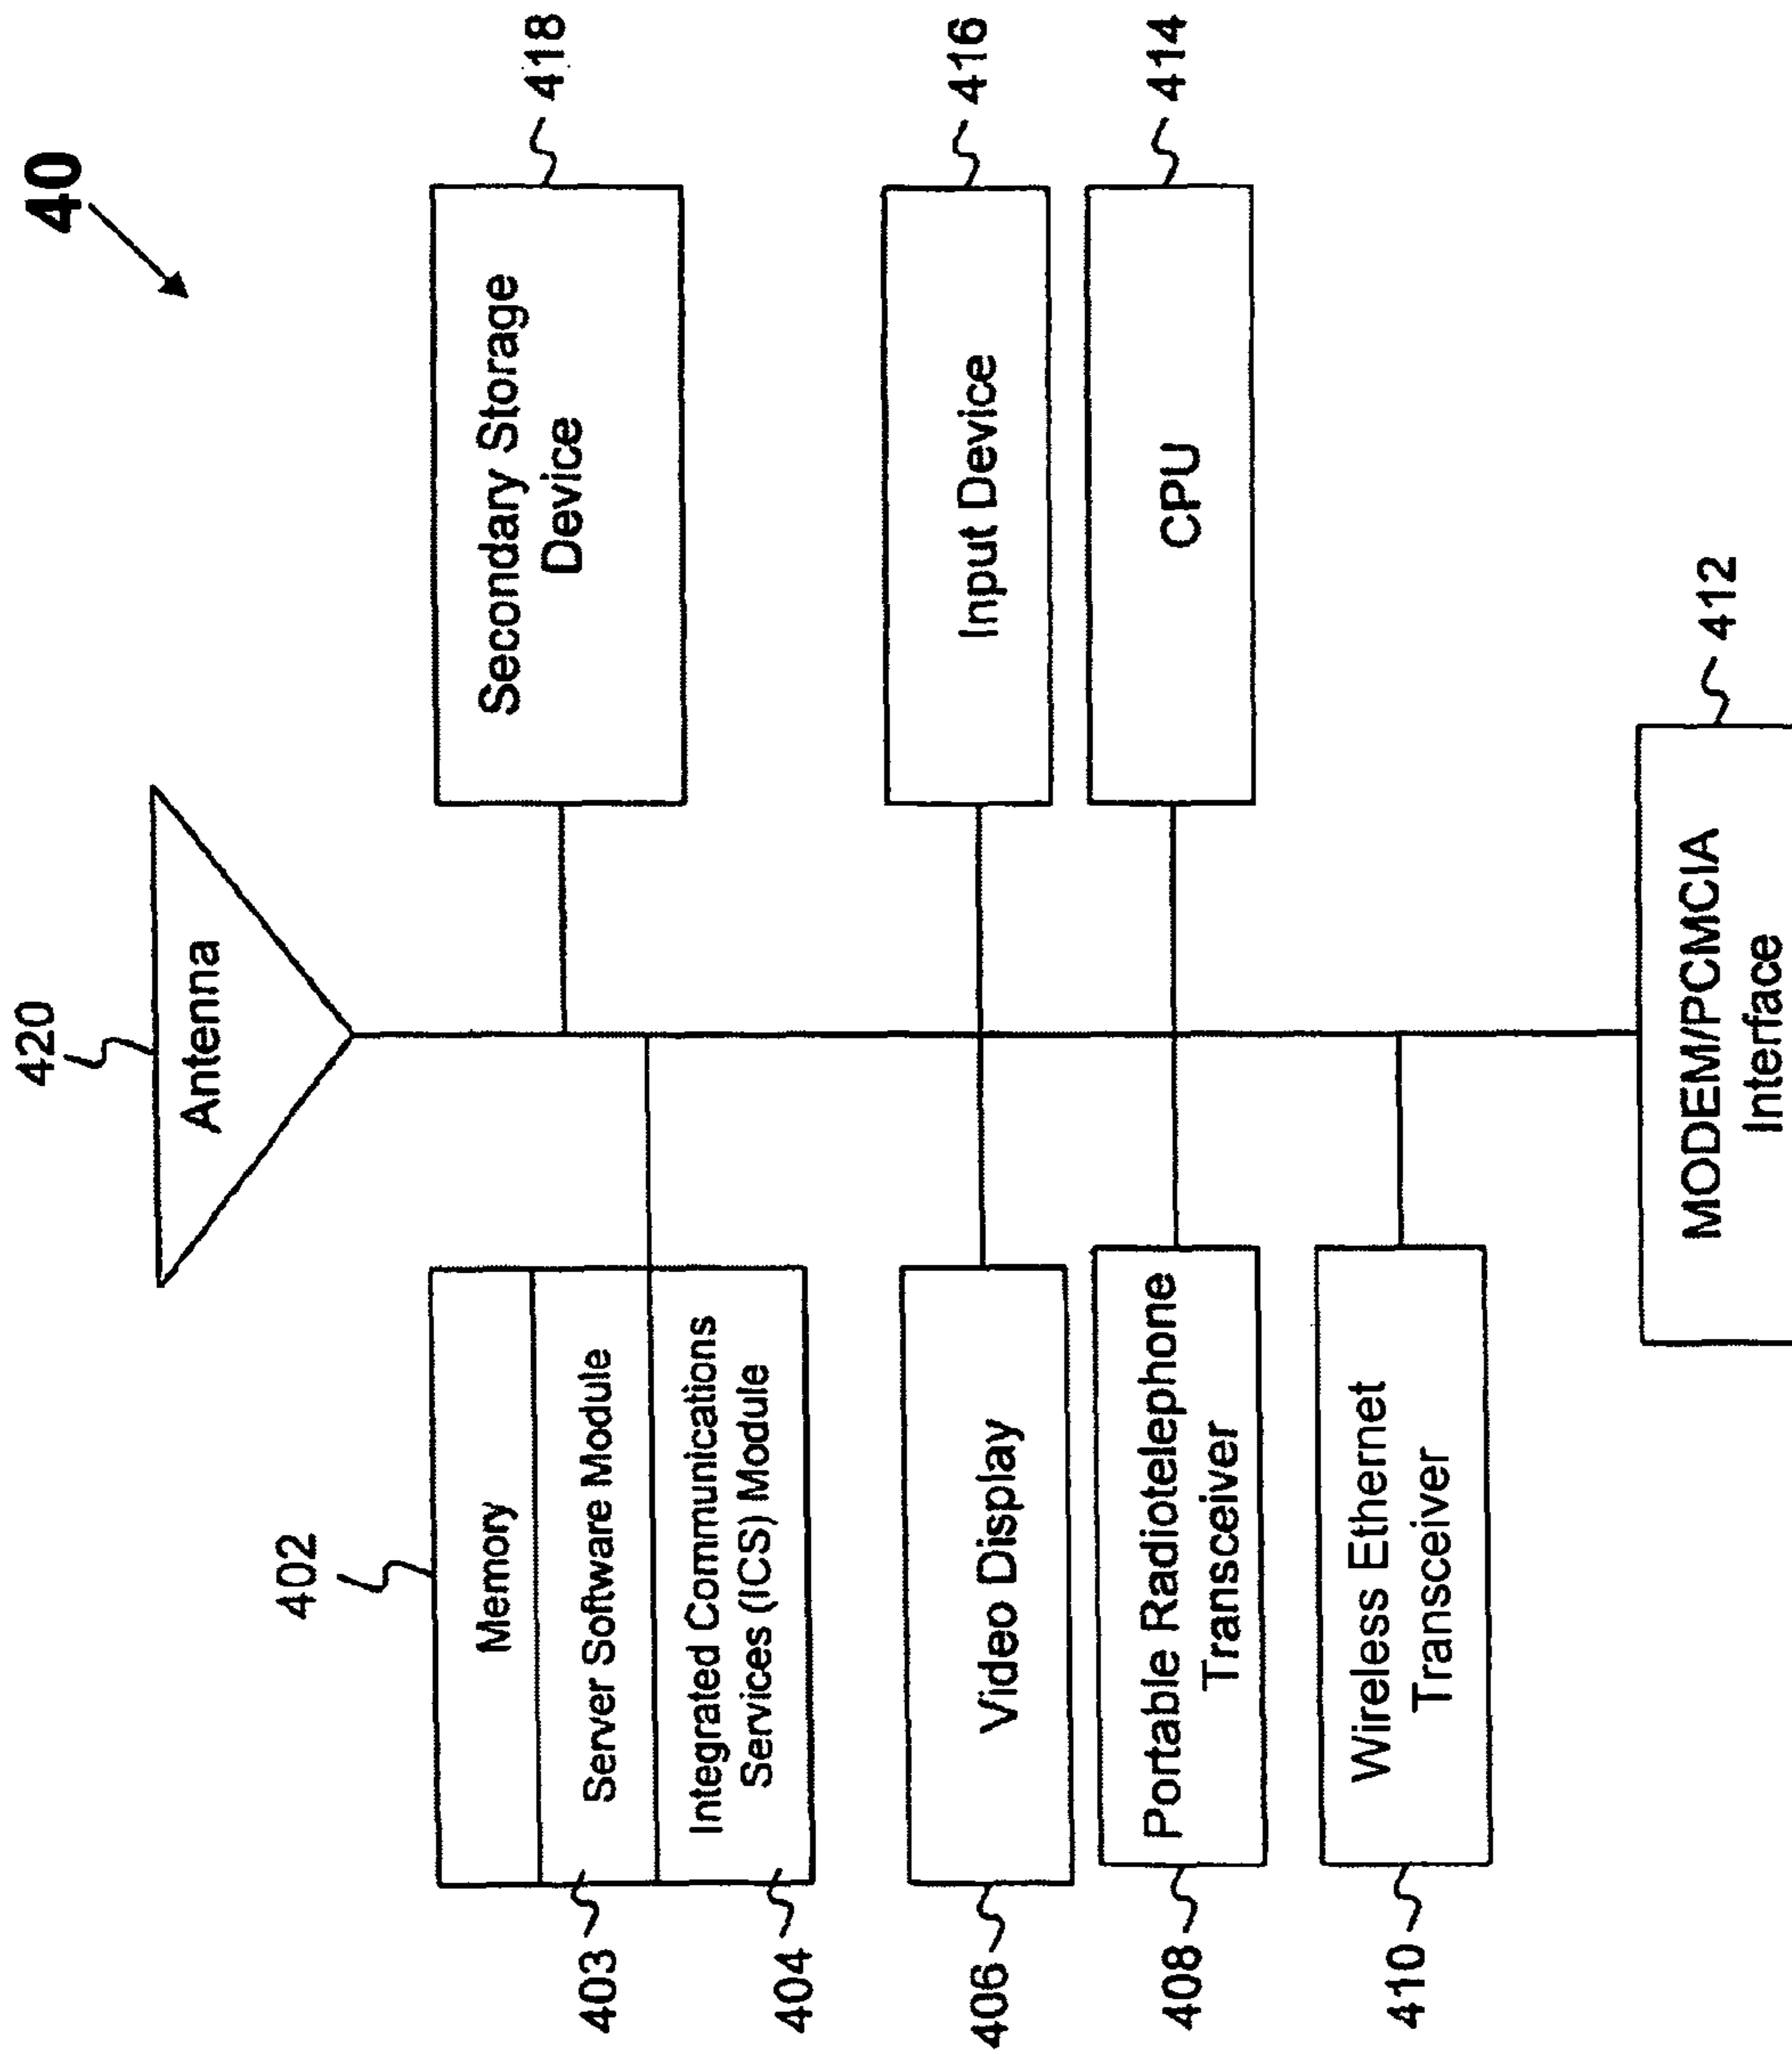 40
420
Antenna
402
Memory
403
Server Software Module
404
Integrated Communications
Services (ICS) Module
406
Video Display
408
Portable Radiotelephone
Transceiver
410
Wireless Ethernet
Transceiver
418
Secondary Storage
Device
416
Input Device
414
CPU
412
MODEM/PCMCIA
Interface